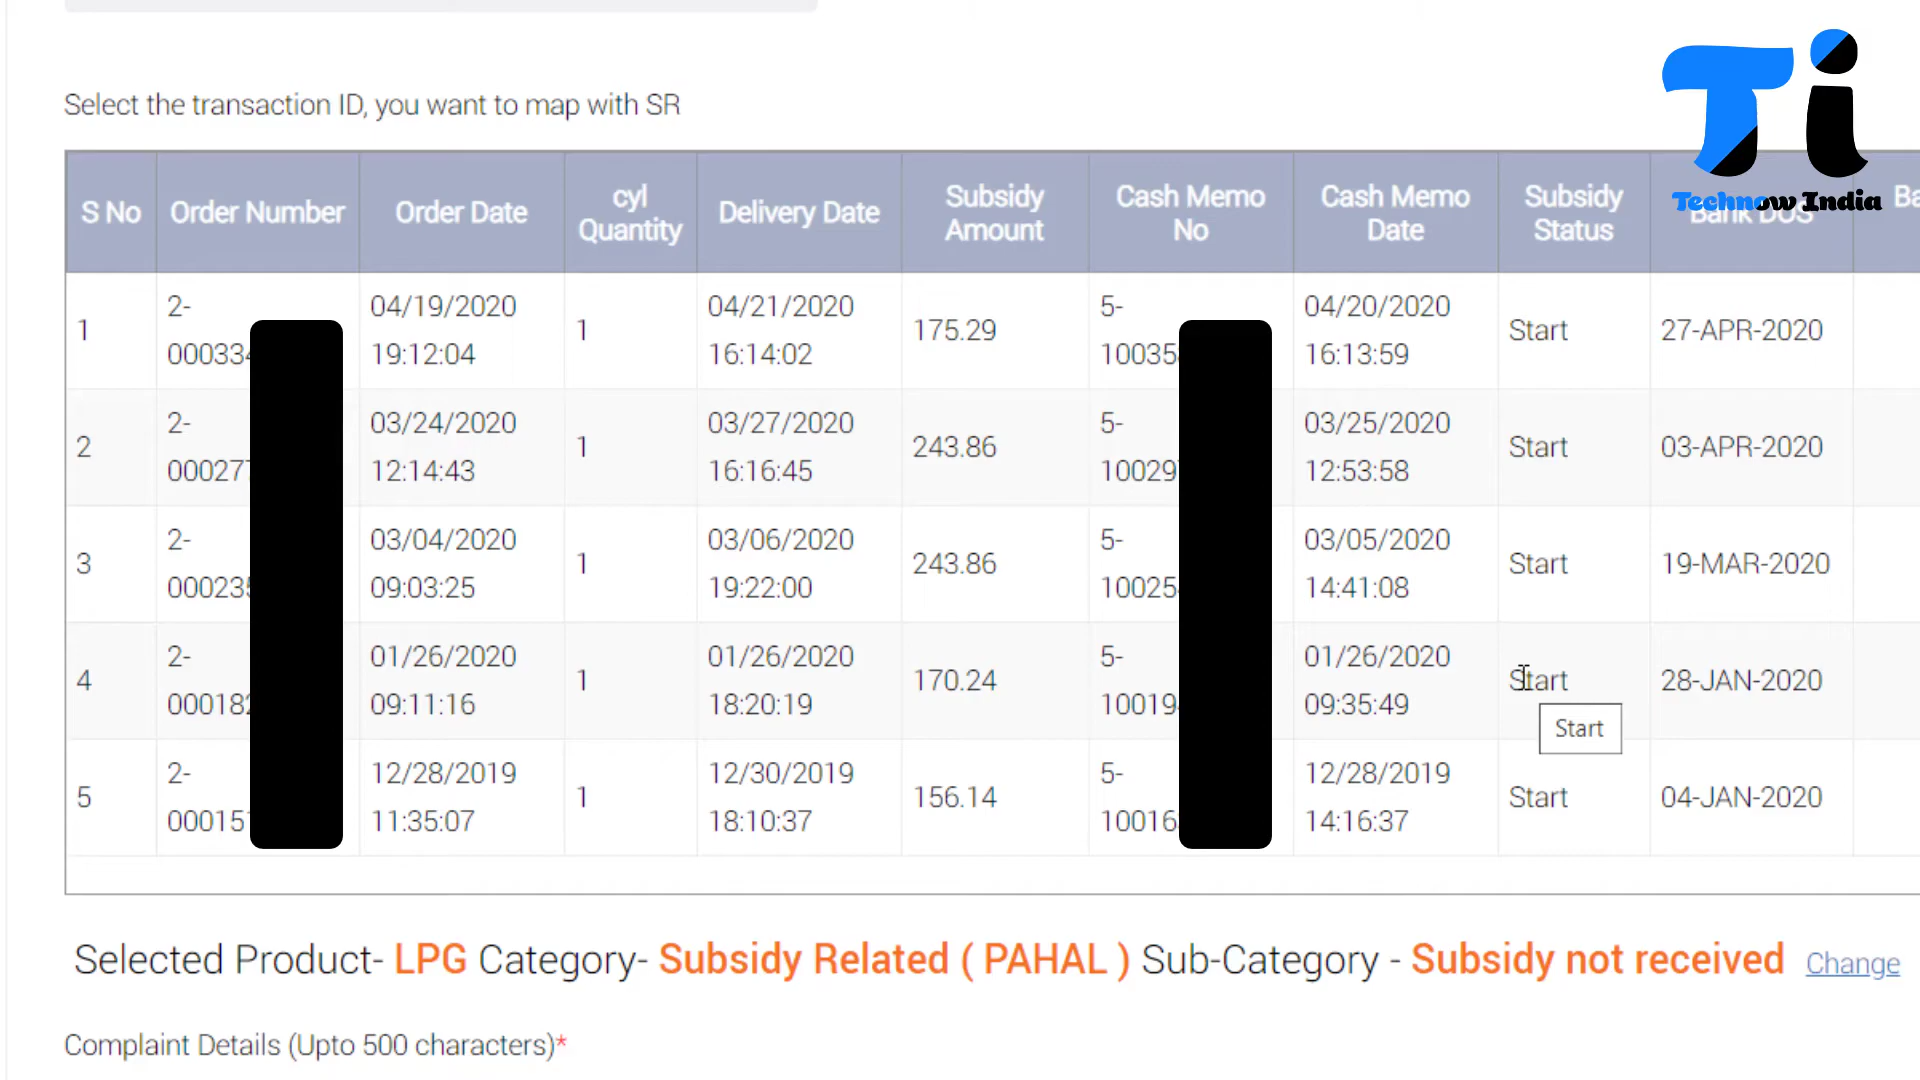 Select the transaction ID, you want to map with SR
Technow India
S No Order Number Order Date cyl Quantity Delivery Date Subsidy Amount Cash Memo No Cash Memo Date Subsidy Status Bank DOS
1 2- 04/19/2020 19:12:04 1 04/21/2020 16:14:02 175.29 5- 04/20/2020 16:13:59 Start 27-APR-2020
2 2- 03/24/2020 12:14:43 1 03/27/2020 16:16:45 243.86 5- 03/25/2020 12:53:58 Start 03-APR-2020
3 2- 03/04/2020 09:03:25 1 03/06/2020 19:22:00 243.86 5- 03/05/2020 14:41:08 Start 19-MAR-2020
4 2- 01/26/2020 09:11:16 1 01/26/2020 18:20:19 170.24 5- 01/26/2020 09:35:49 Start 28-JAN-2020
Start
5 2- 12/28/2019 11:35:07 1 12/30/2019 18:10:37 156.14 5- 12/28/2019 14:16:37 Start 04-JAN-2020
Selected Product- LPG Category- Subsidy Related ( PAHAL ) Sub-Category - Subsidy not received Change
Complaint Details (Upto 500 characters)*